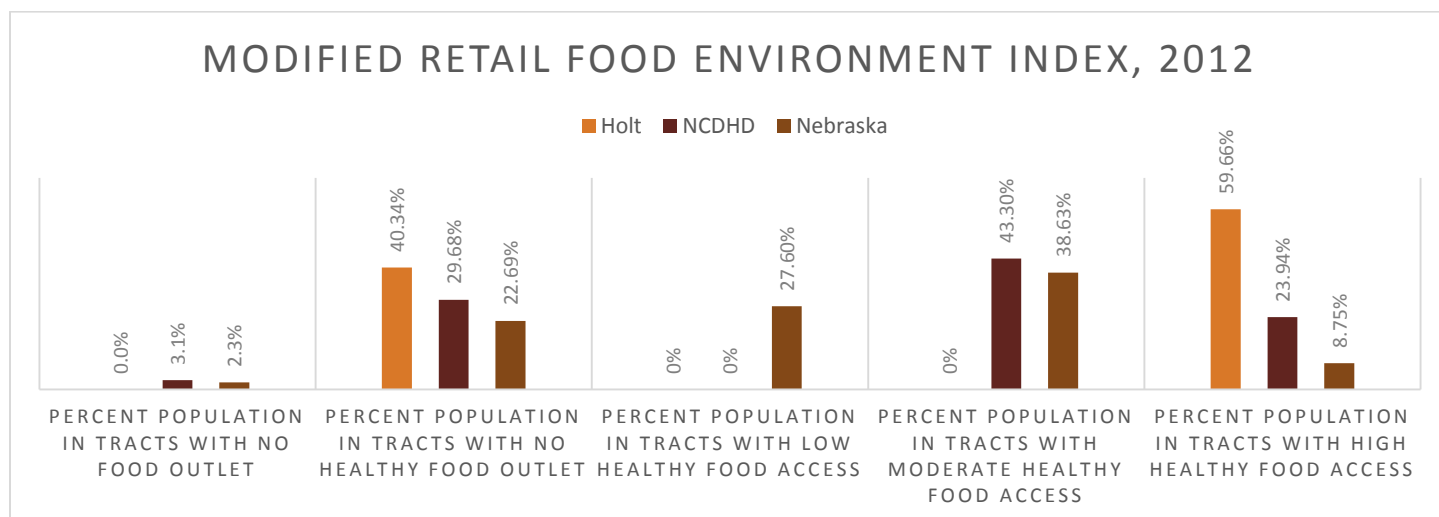 MODIFIED RETAIL FOOD ENVIRONMENT INDEX, 2012
Holt NCDHD Nebraska
0.0%
3.1%
2.3%
40.34%
29.68%
22.69%
0%
0%
27.60%
0%
43.30%
38.63%
59.66%
23.94%
8.75%
PERCENT POPULATION
IN TRACTS WITH NO
FOOD OUTLET
PERCENT POPULATION
IN TRACTS WITH NO
HEALTHY FOOD OUTLET
PERCENT POPULATION
IN TRACTS WITH LOW
HEALTHY FOOD ACCESS
PERCENT POPULATION
IN TRACTS WITH
MODERATE HEALTHY
FOOD ACCESS
PERCENT POPULATION
IN TRACTS WITH HIGH
HEALTHY FOOD ACCESS